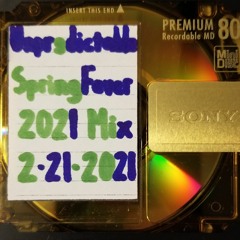 INSERT THIS END
PREMIUM 80
Recordable MD
Mini
Disc
Unpredictable
Spring Fever
2021 Mix
2-21-2021
SONY